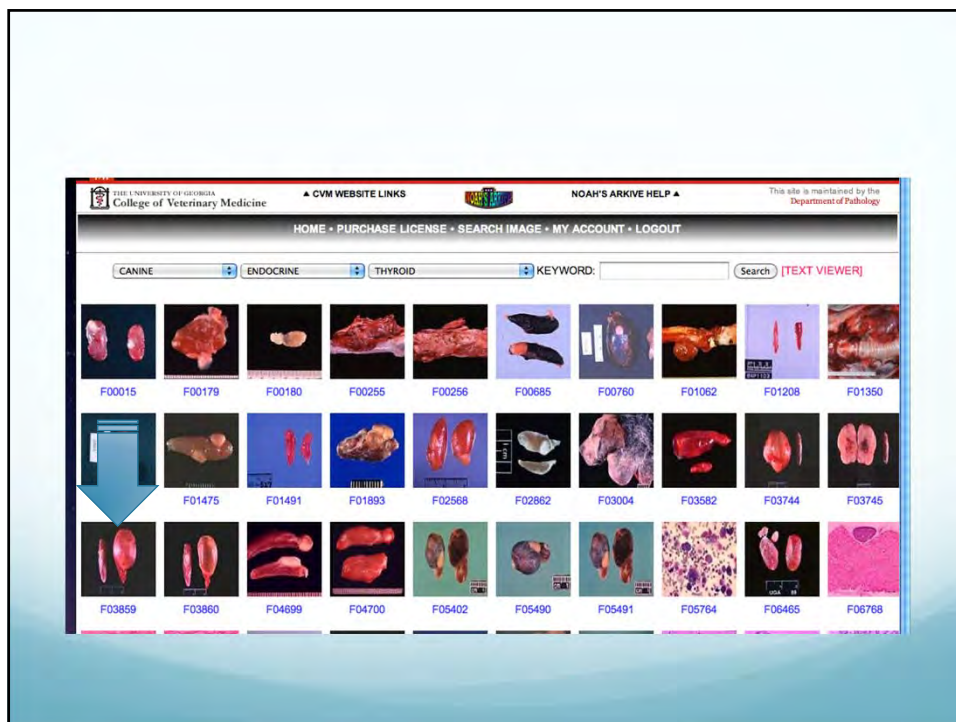 THE UNIVERSITY OF GEORGIA
College of Veterinary Medicine
▲ CVM WEBSITE LINKS
NOAH'S ARKIVE
NOAH'S ARKIVE HELP ▲
This site is maintained by the
Department of Pathology
HOME • PURCHASE LICENSE • SEARCH IMAGE • MY ACCOUNT • LOGOUT
CANINE ENDOCRINE THYROID KEYWORD: Search [TEXT VIEWER]
F00015 F00179 F00180 F00255 F00256 F00685 F00760 F01062 F01208 F01350
F01475 F01491 F01893 F02568 F02862 F03004 F03582 F03744 F03745
F03859 F03860 F04699 F04700 F05402 F05490 F05491 F05764 F06465 F06768